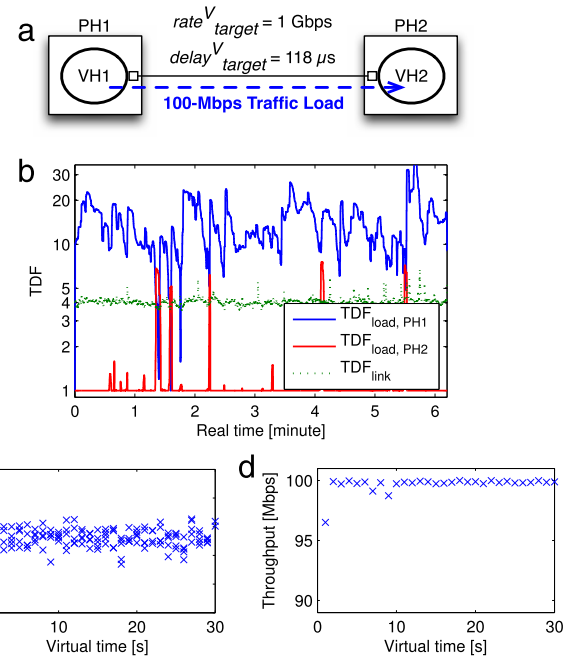 a
PH1
rate^V_target = 1 Gbps
PH2
delay^V_target = 118 µs
VH1
VH2
100-Mbps Traffic Load
b
30
20
10
5
4
3
2
1
TDF
0 1 2 3 4 5 6
Real time [minute]
TDF_load, PH1
TDF_load, PH2
TDF_link
10 20 30
Virtual time [s]
d
Throughput [Mbps]
100
95
90
0 10 20 30
Virtual time [s]